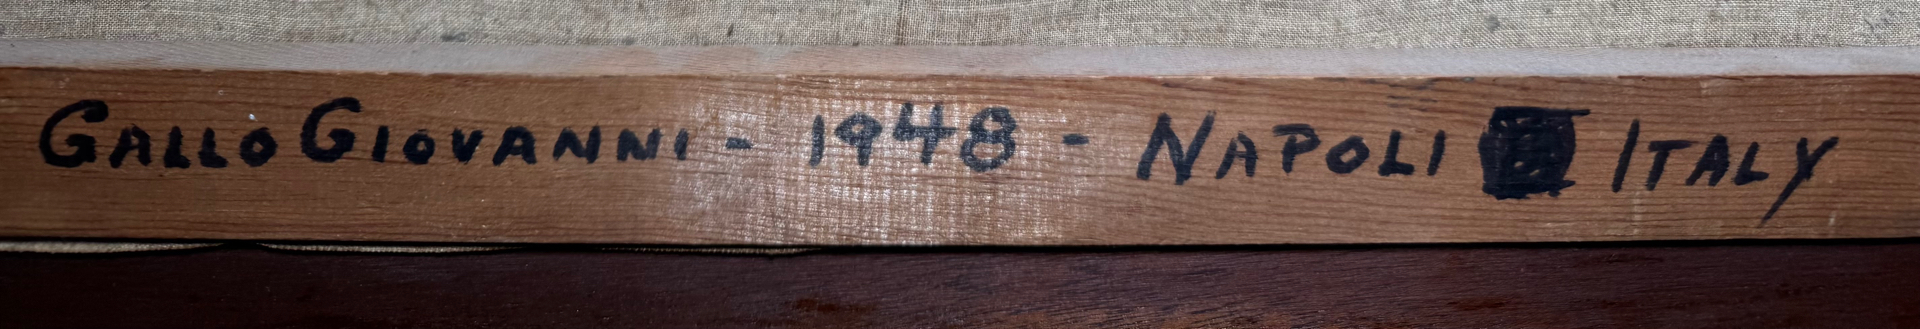 GALLO GIOVANNI - 1948 - NAPOLI ITALY